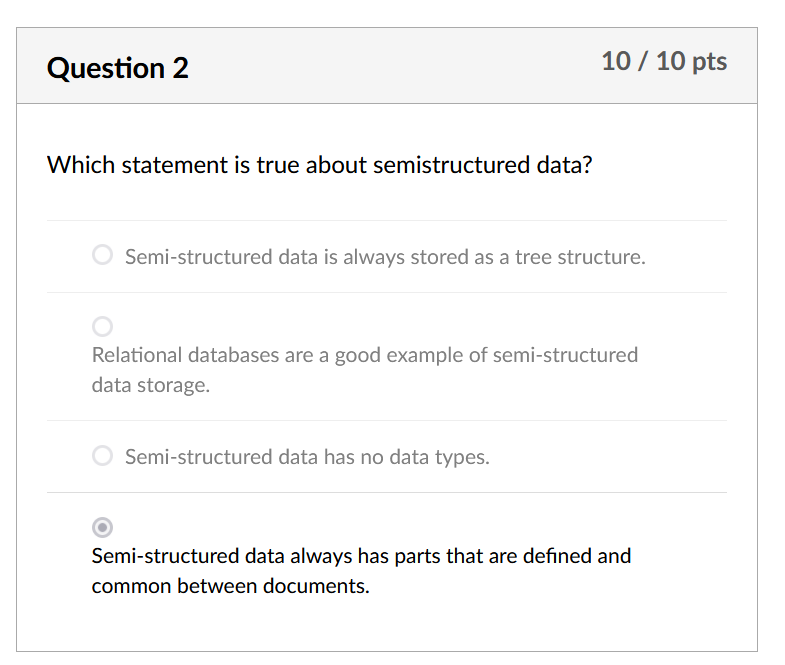 Question 2
10 / 10 pts
Which statement is true about semistructured data?
Semi-structured data is always stored as a tree structure.
Relational databases are a good example of semi-structured
data storage.
Semi-structured data has no data types.
Semi-structured data always has parts that are defined and
common between documents.